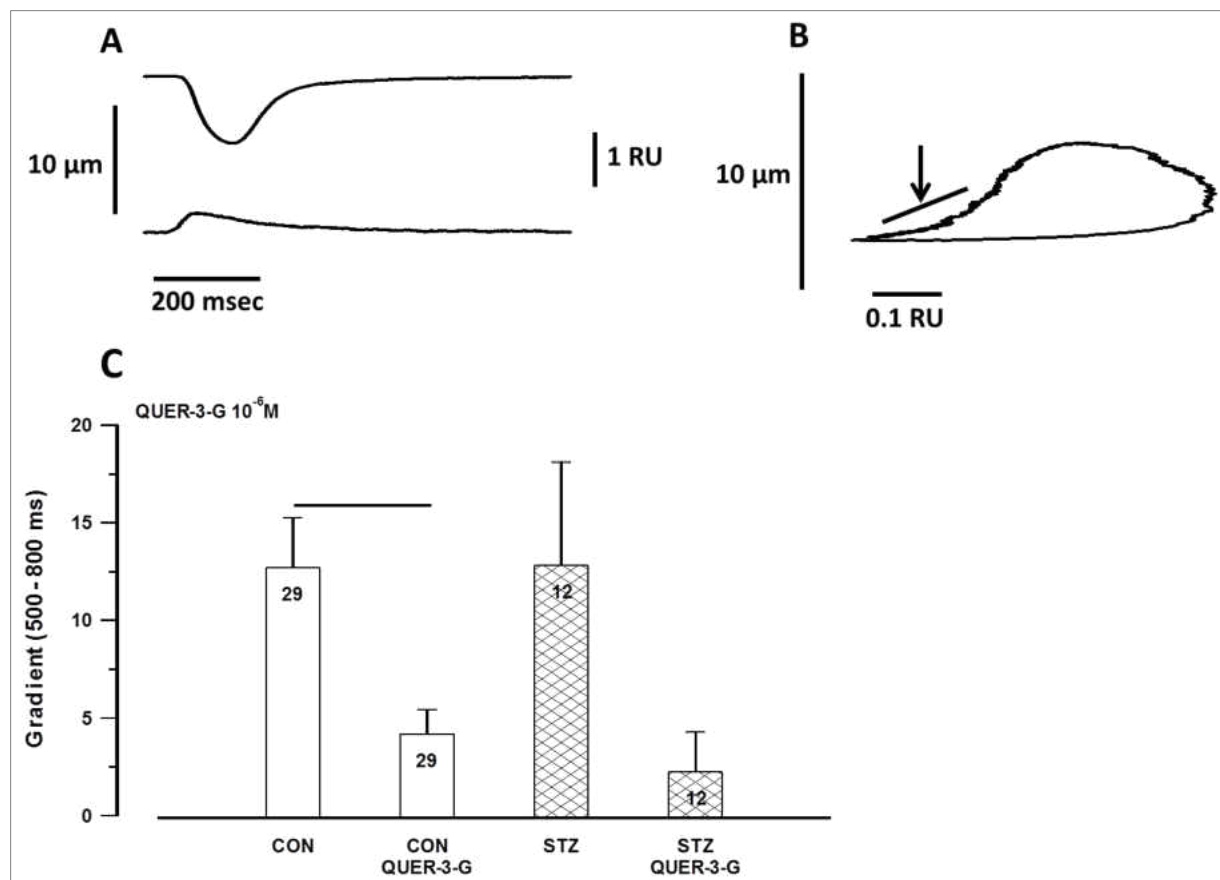 A
10 µm
1 RU
200 msec
B
10 µm
0.1 RU
C
QUER-3-G 10⁻⁶M
Gradient (500 - 800 ms)
20
15
10
5
0
29
29
12
12
CON
CON
QUER-3-G
STZ
STZ
QUER-3-G